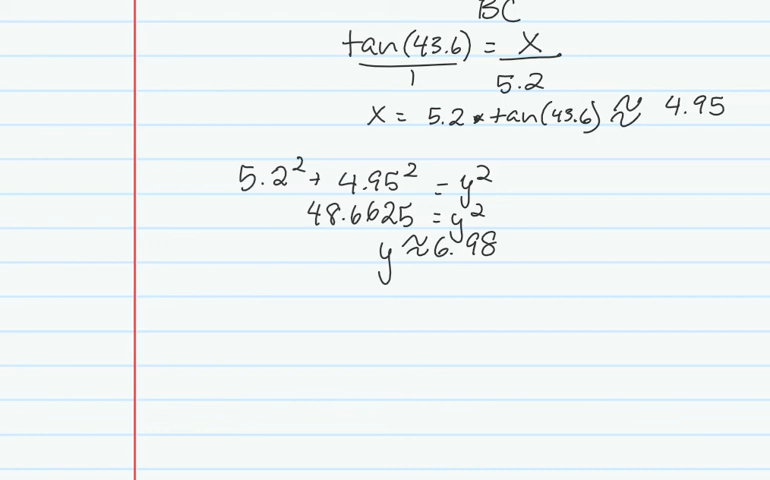 BC
tan(43.6) = x
1 5.2
x = 5.2 • tan(43.6) ≈ 4.95
5.2² + 4.95² = y²
48.6625 = y²
y ≈ 6.98